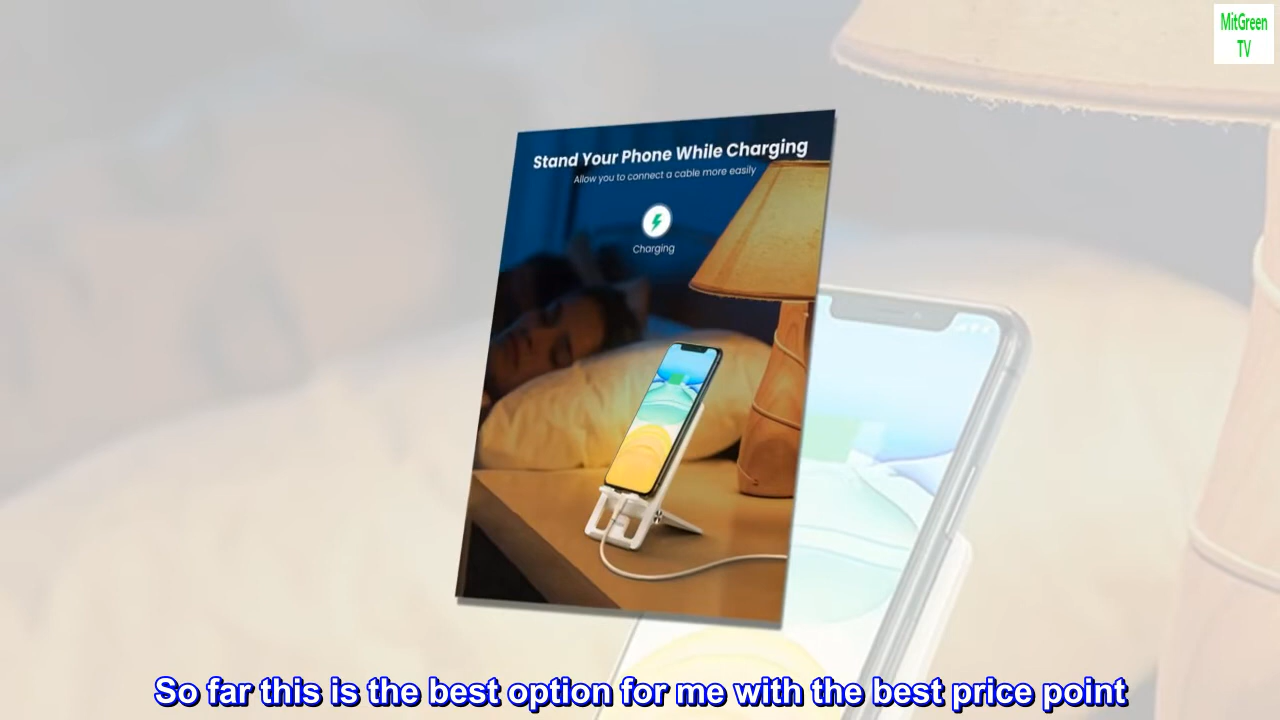 MitGreen
TV
Stand Your Phone While Charging
Allow you to connect a cable more easily
Charging
So far this is the best option for me with the best price point